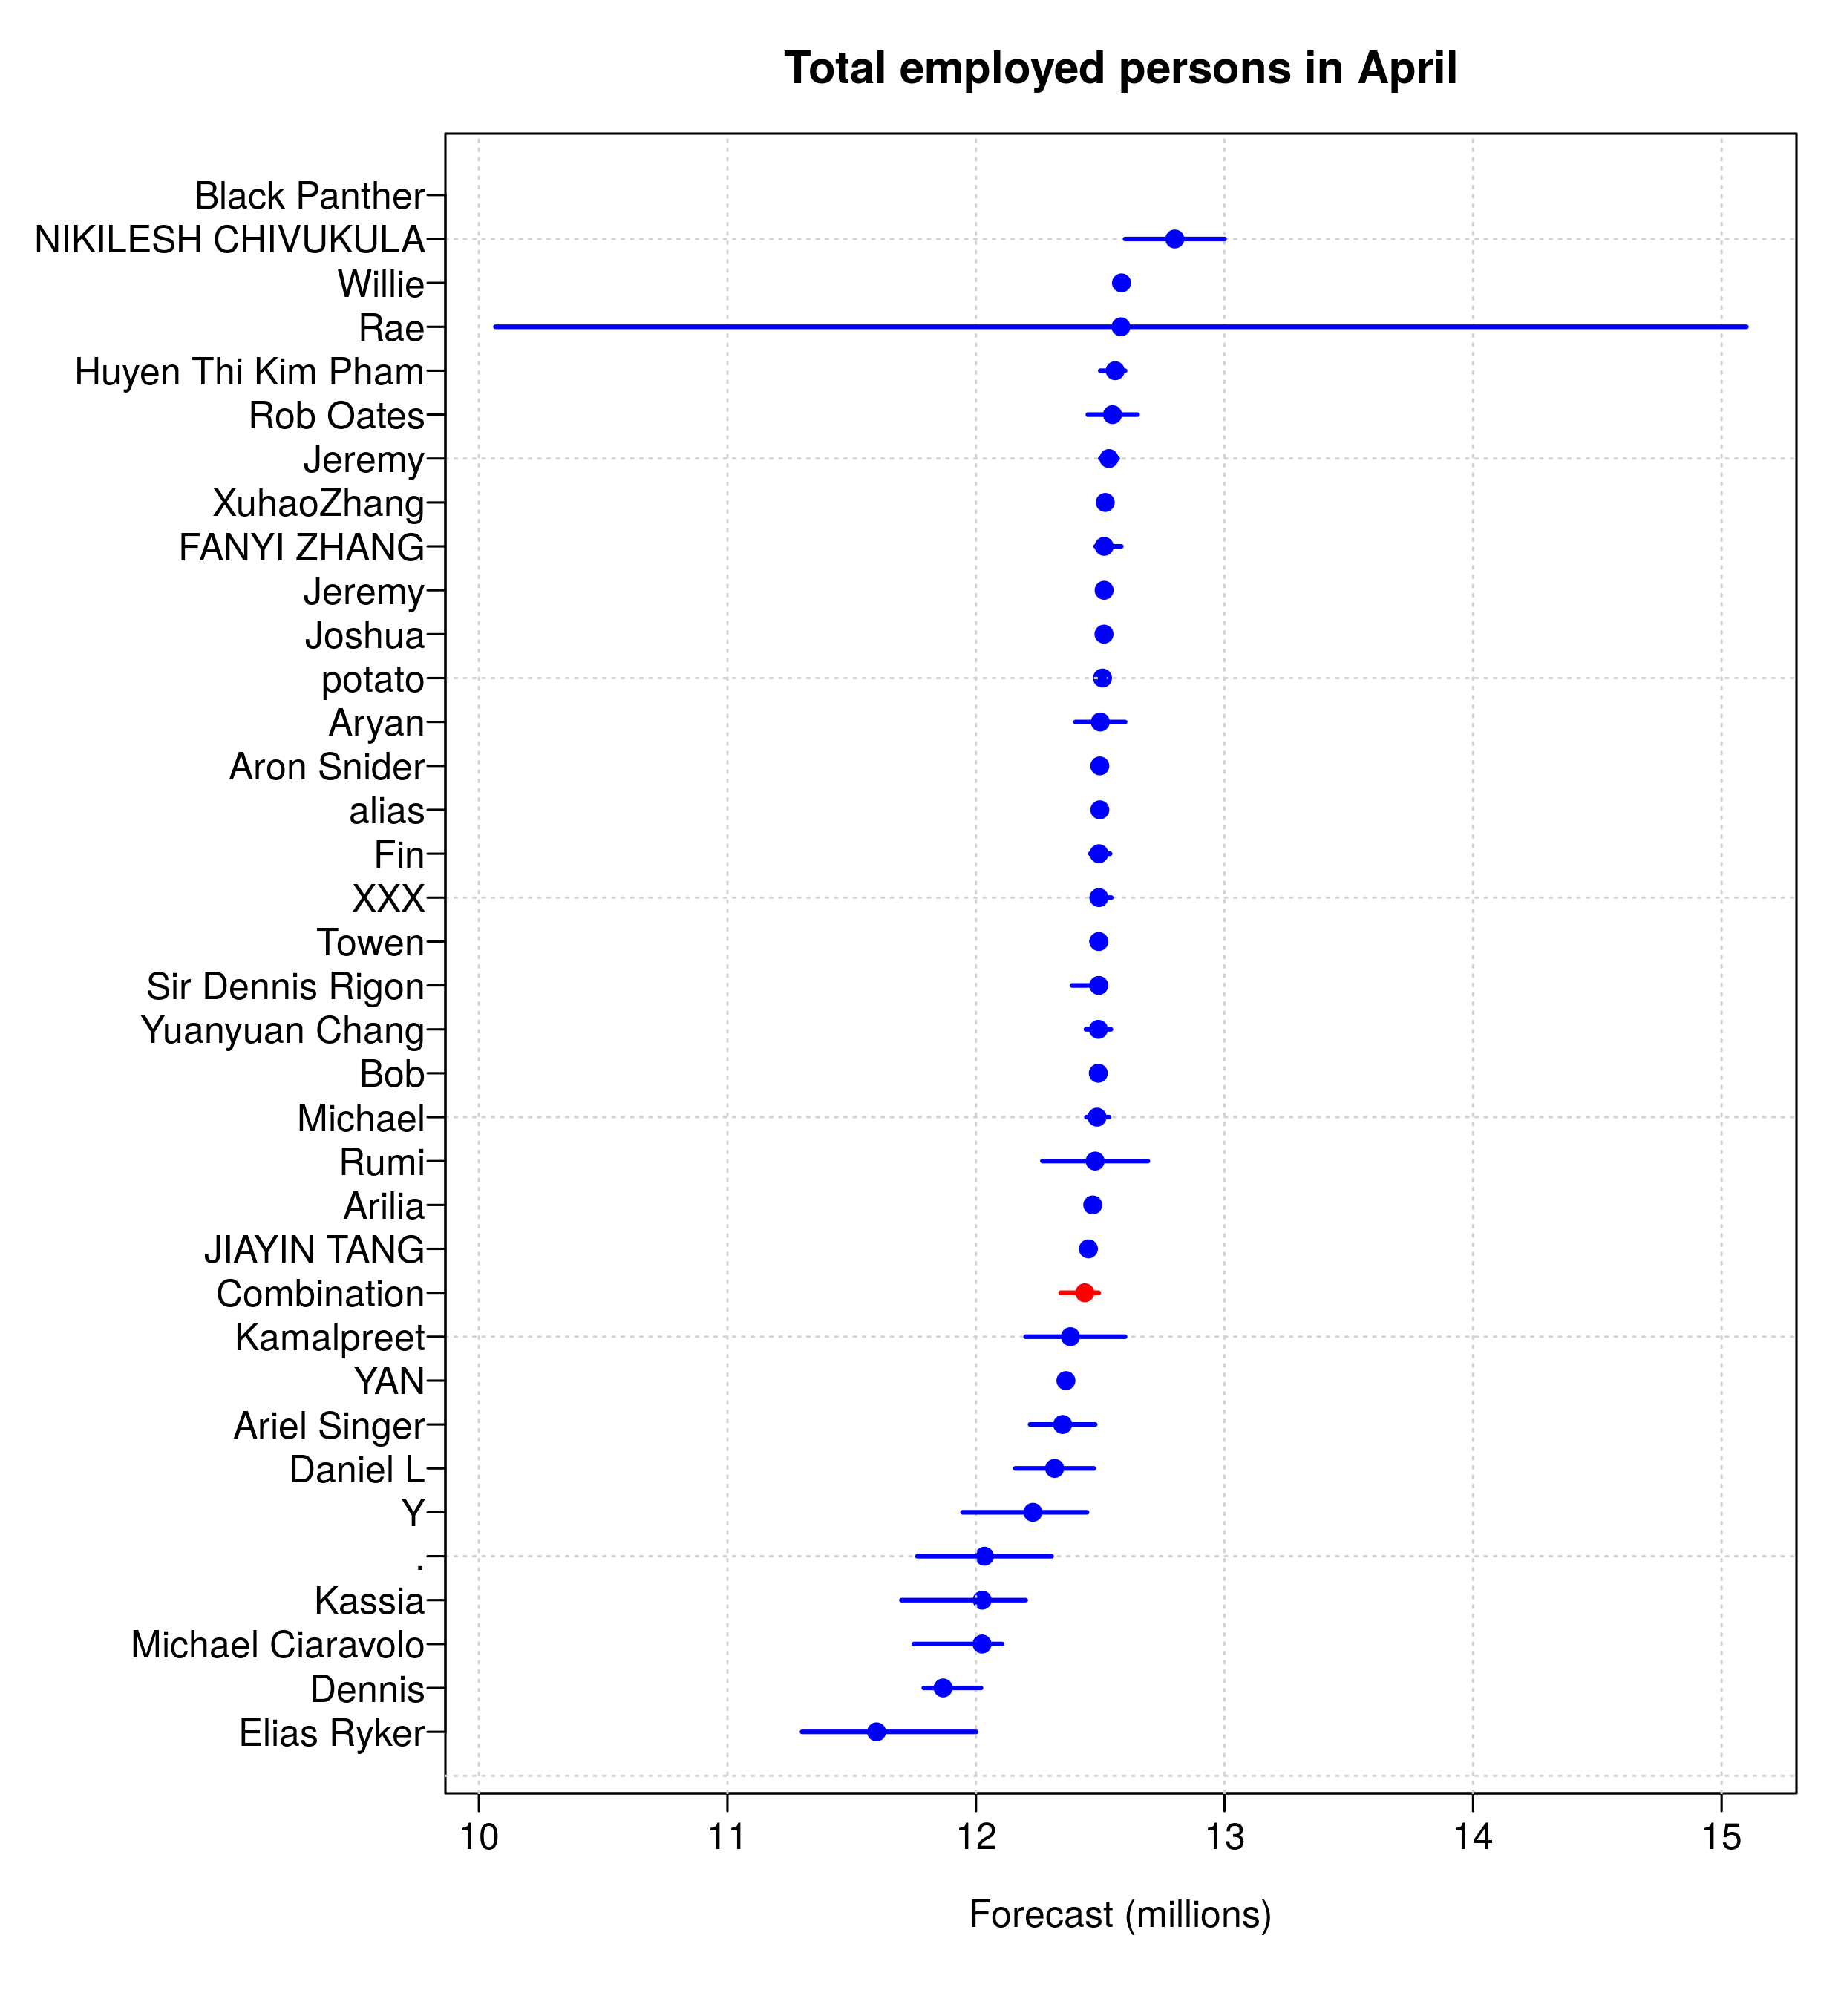 Total employed persons in April
Black Panther
NIKILESH CHIVUKULA
Willie
Rae
Huyen Thi Kim Pham
Rob Oates
Jeremy
XuhaoZhang
FANYI ZHANG
Jeremy
Joshua
potato
Aryan
Aron Snider
alias
Fin
XXX
Towen
Sir Dennis Rigon
Yuanyuan Chang
Bob
Michael
Rumi
Arilia
JIAYIN TANG
Combination
Kamalpreet
YAN
Ariel Singer
Daniel L
Y
.
Kassia
Michael Ciaravolo
Dennis
Elias Ryker
10 11 12 13 14 15
Forecast (millions)